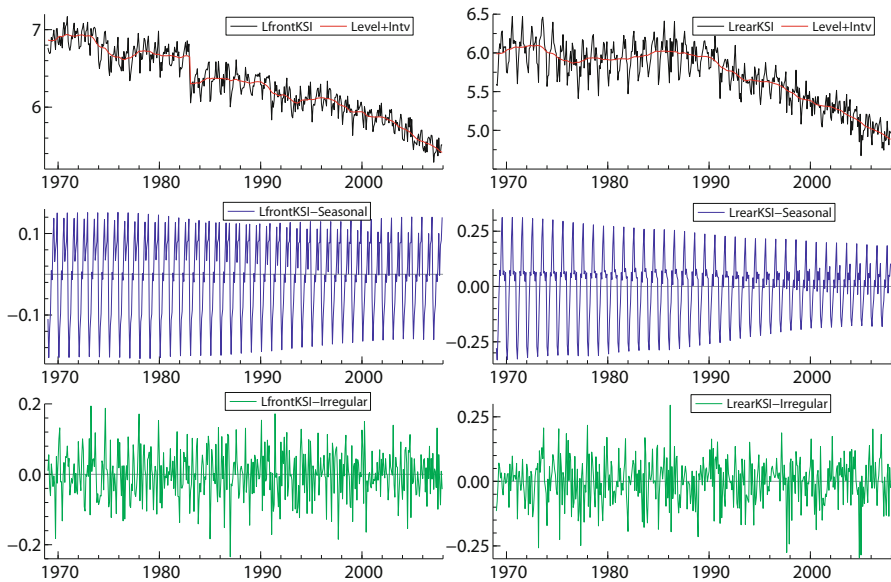 LfrontKSI Level+Intv
7
6
1970 1980 1990 2000
LrearKSI Level+Intv
6.5
6.0
5.5
5.0
1970 1980 1990 2000
LfrontKSI−Seasonal
0.1
−0.1
1970 1980 1990 2000
LrearKSI−Seasonal
0.25
0.00
−0.25
1970 1980 1990 2000
LfrontKSI−Irregular
0.2
0.0
−0.2
1970 1980 1990 2000
LrearKSI−Irregular
0.25
0.00
−0.25
1970 1980 1990 2000